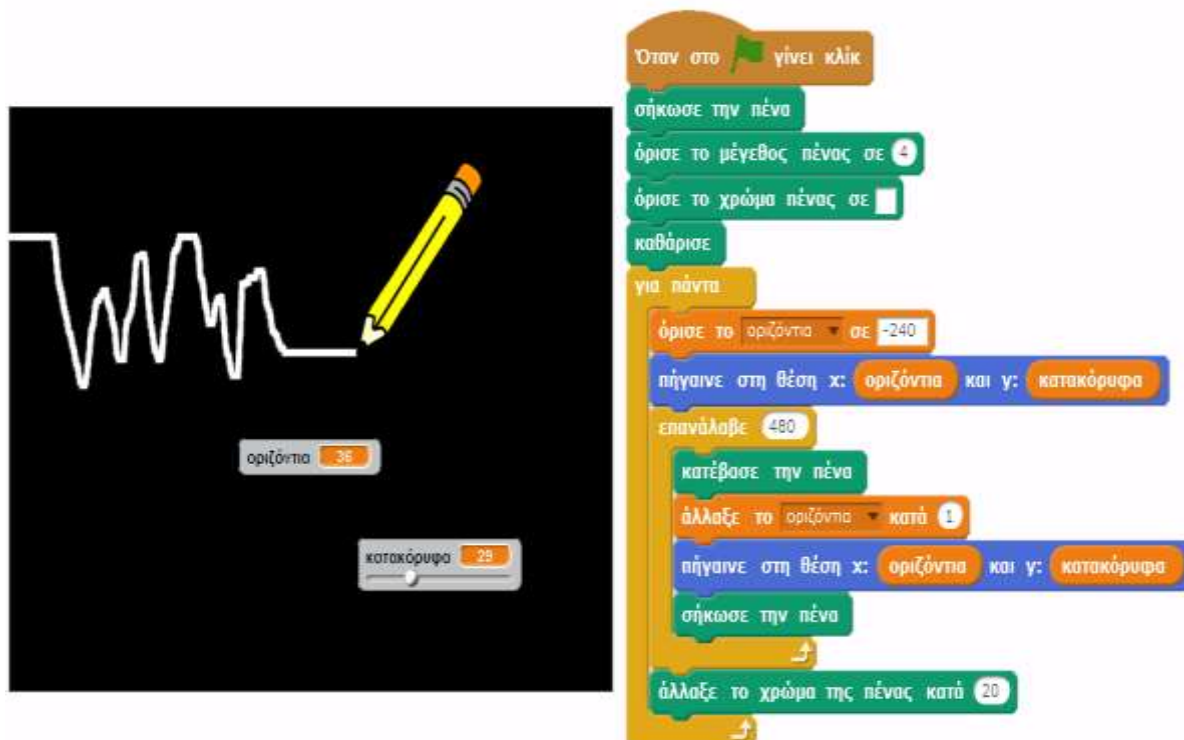 Όταν στο γίνει κλίκ
σήκωσε την πένα
όρισε το μέγεθος πένας σε 4
όρισε το χρώμα πένας σε
καθάρισε
για πάντα
όρισε το οριζόντια σε -240
πήγαινε στη θέση x: οριζόντια και y: κατακόρυφα
επανάλαβε 480
κατέβασε την πένα
άλλαξε το οριζόντια κατά 1
πήγαινε στη θέση x: οριζόντια και y: κατακόρυφα
σήκωσε την πένα
άλλαξε το χρώμα της πένας κατά 20
οριζόντια 36
κατακόρυφα 29